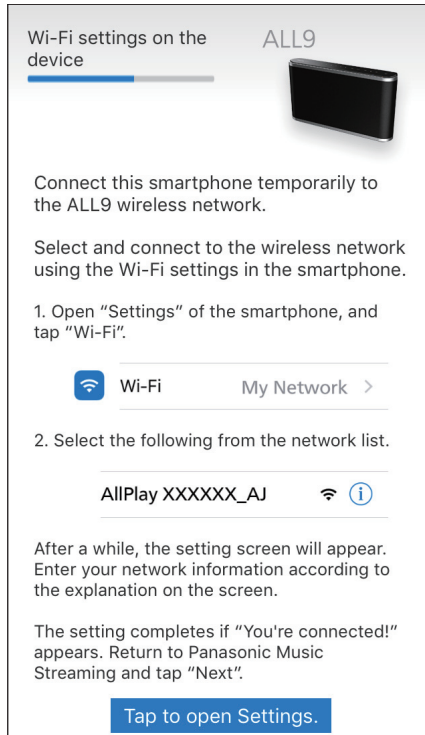 Wi-Fi settings on the
device
ALL9
Connect this smartphone temporarily to
the ALL9 wireless network.
Select and connect to the wireless network
using the Wi-Fi settings in the smartphone.
1. Open “Settings” of the smartphone, and
tap “Wi-Fi”.
Wi-Fi My Network >
2. Select the following from the network list.
AllPlay XXXXXX_AJ i
After a while, the setting screen will appear.
Enter your network information according to
the explanation on the screen.
The setting completes if “You're connected!”
appears. Return to Panasonic Music
Streaming and tap “Next”.
Tap to open Settings.